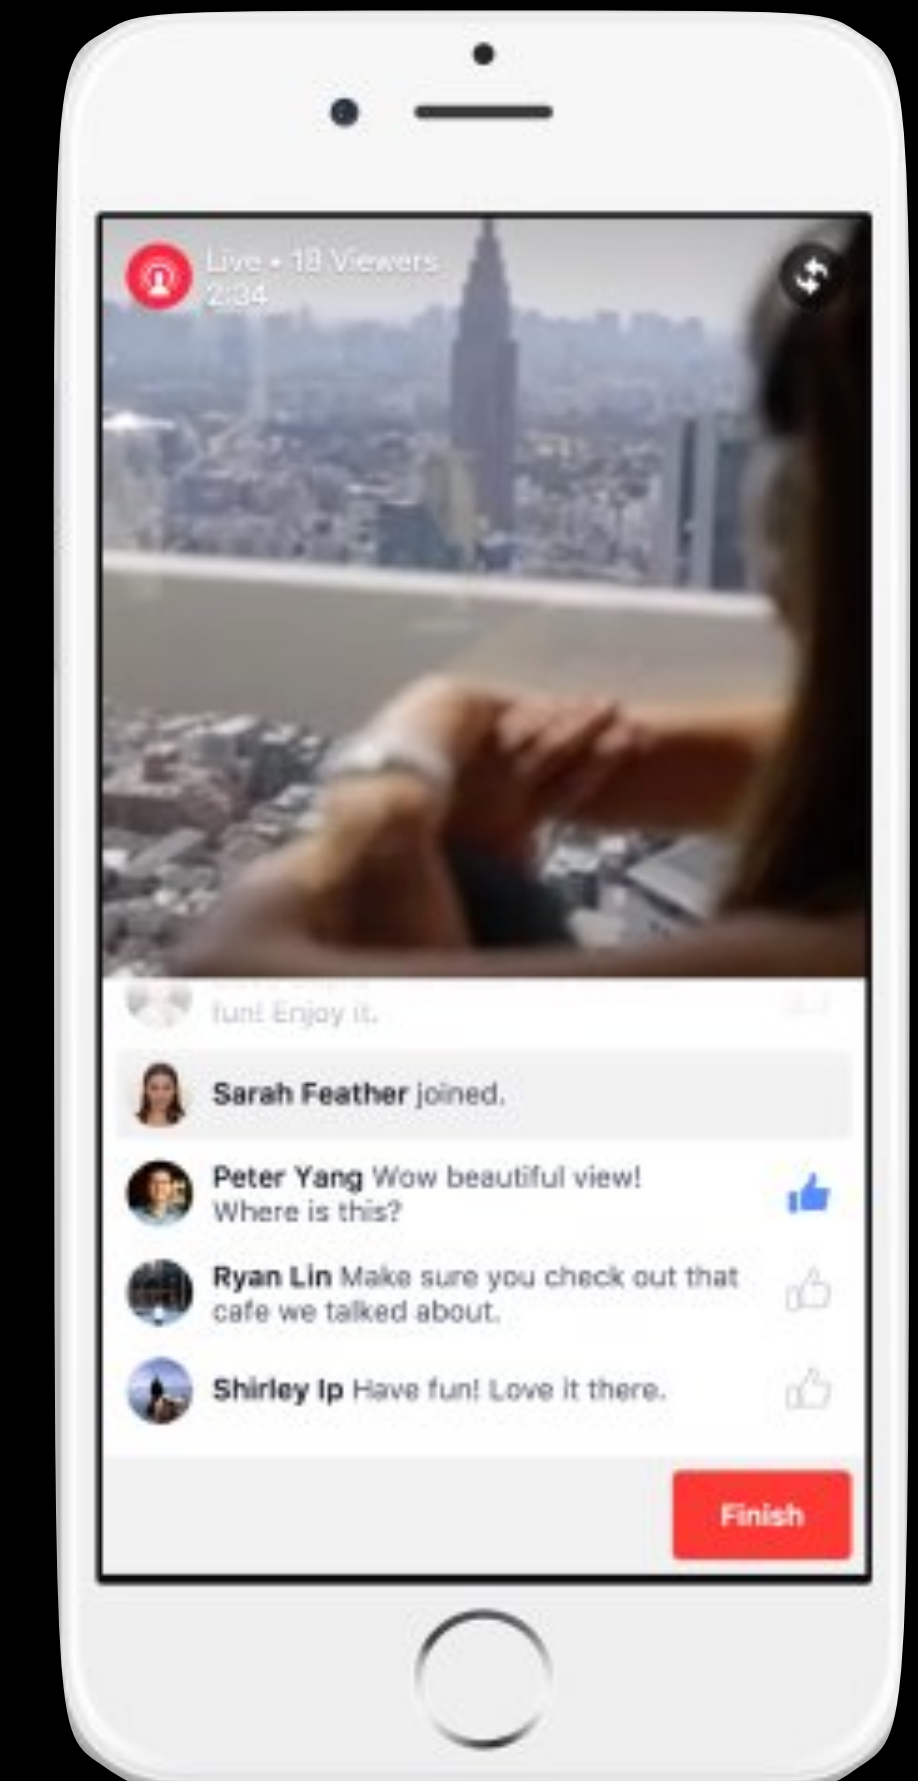 Live • 18 Viewers
2:34
fun! Enjoy it.
Sarah Feather joined.
Peter Yang Wow beautiful view!
Where is this?
Ryan Lin Make sure you check out that
cafe we talked about.
Shirley Ip Have fun! Love it there.
Finish